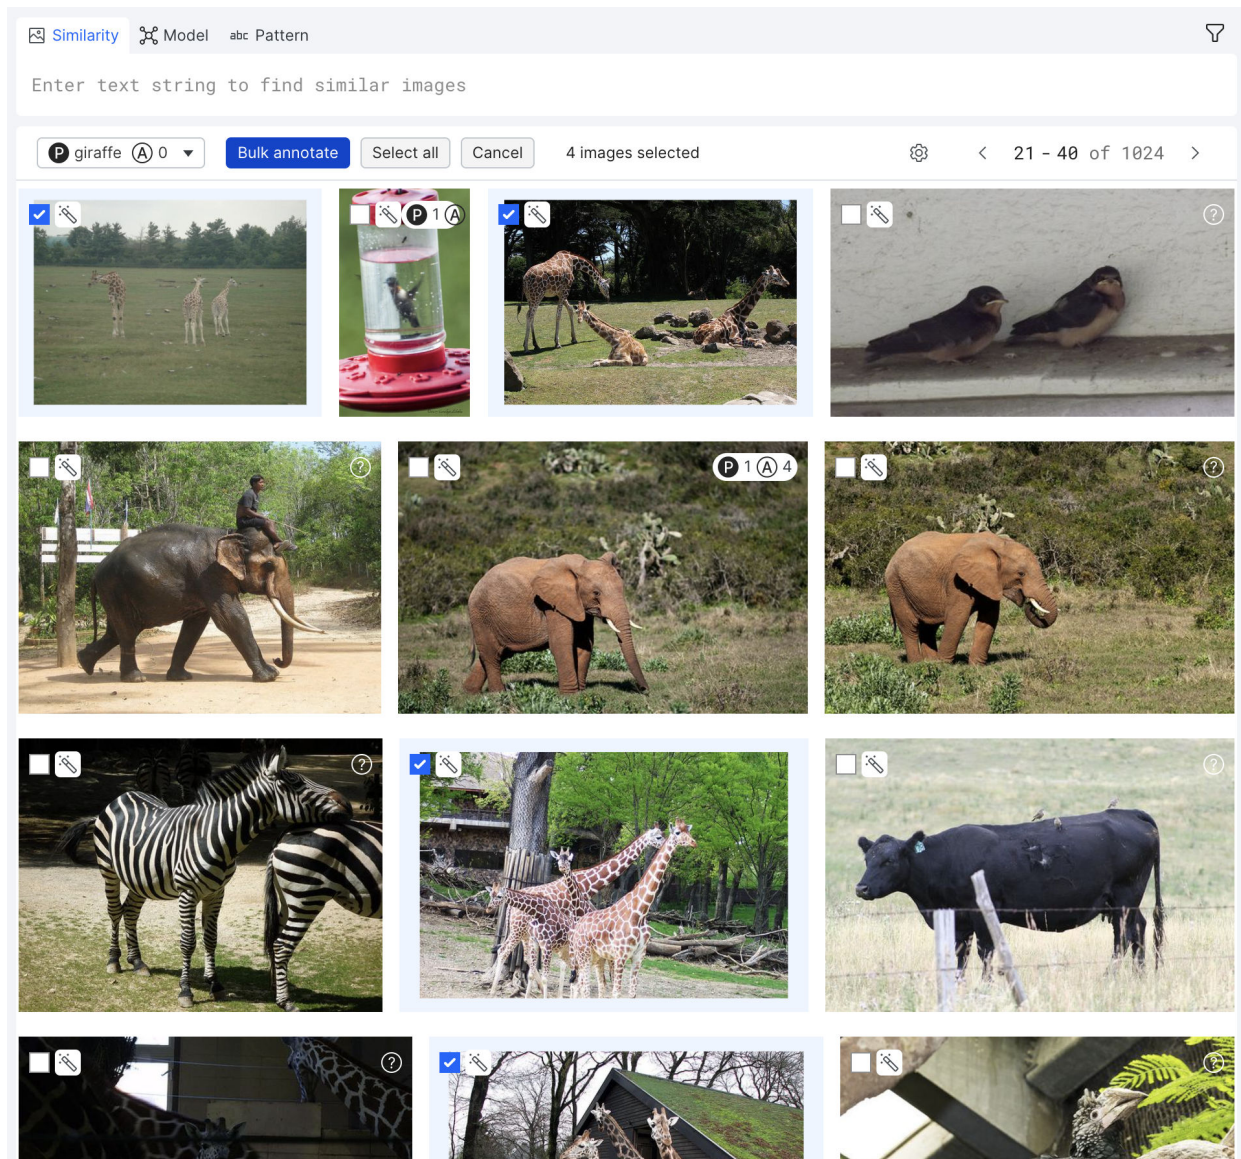 Similarity Model abc Pattern
Enter text string to find similar images
P giraffe A 0 Bulk annotate Select all Cancel 4 images selected 21 - 40 of 1024
P 1 A
?
?
P 1 A 4
?
?
?
?
?